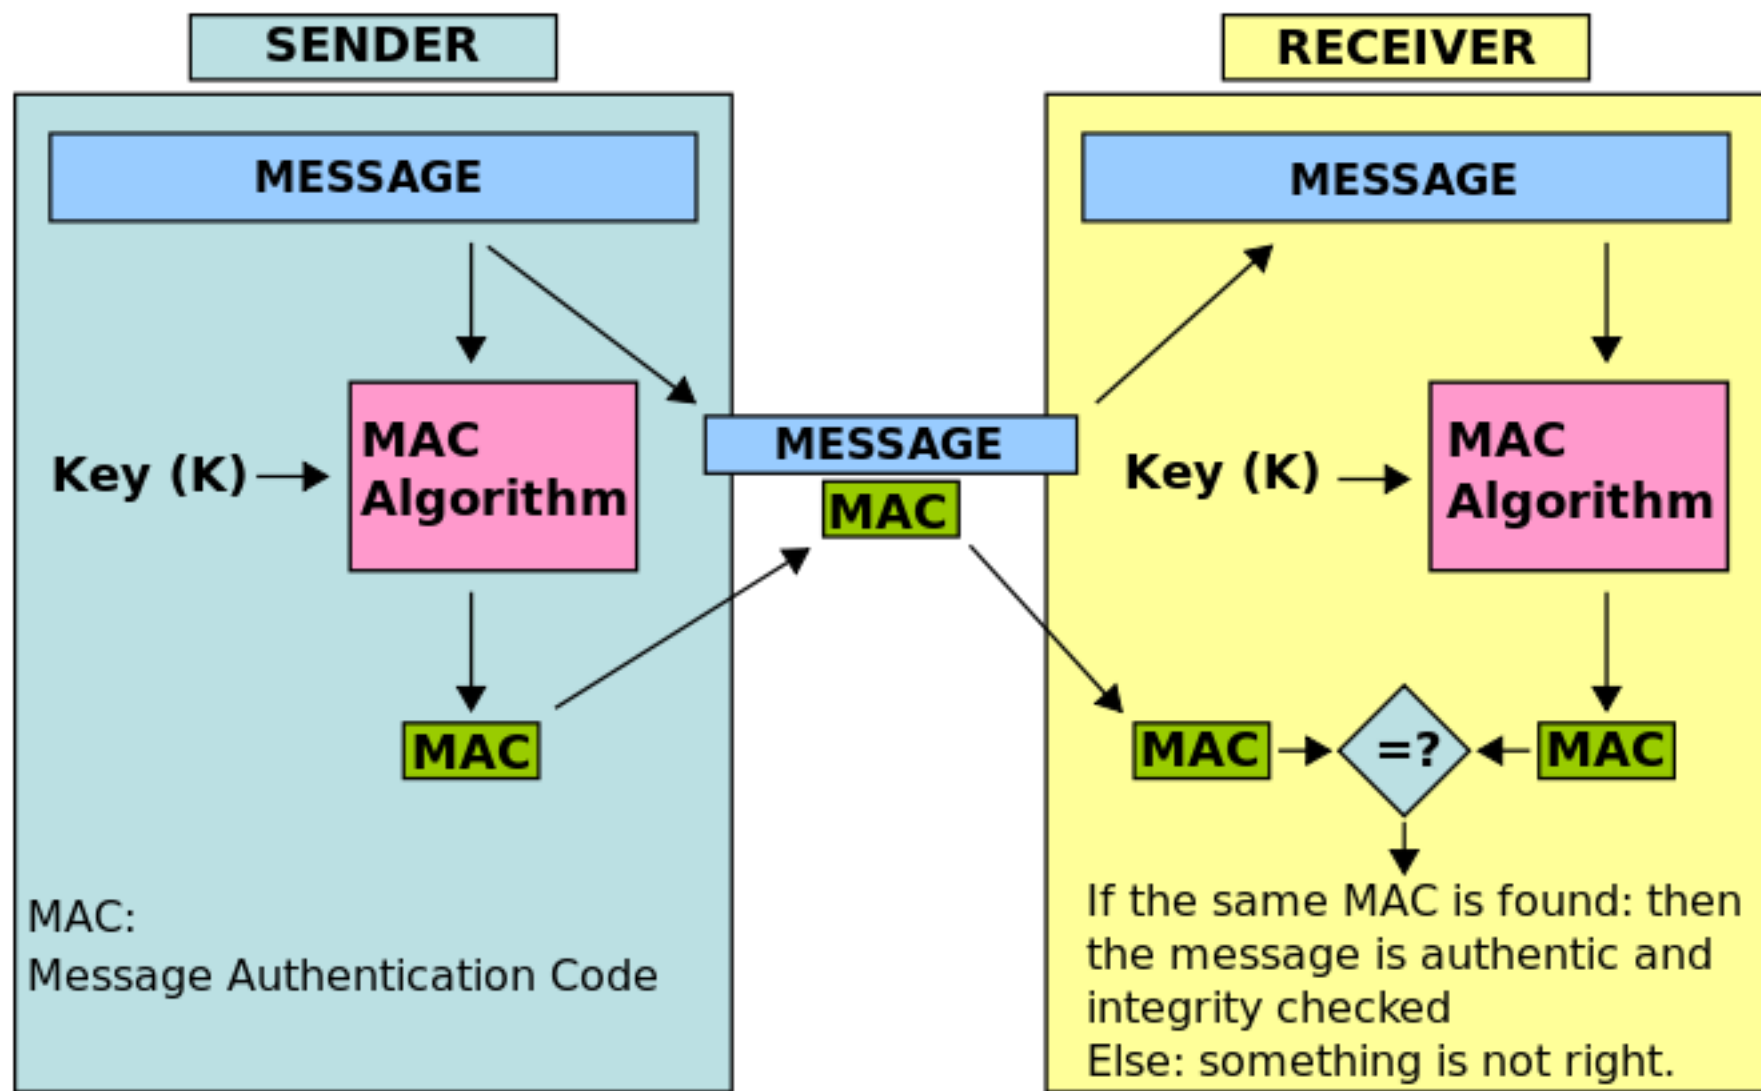 SENDER
MESSAGE
Key (K)
MAC
Algorithm
MAC
MAC:
Message Authentication Code
MESSAGE
MAC
RECEIVER
MESSAGE
Key (K)
MAC
Algorithm
MAC
=?
MAC
If the same MAC is found: then
the message is authentic and
integrity checked
Else: something is not right.